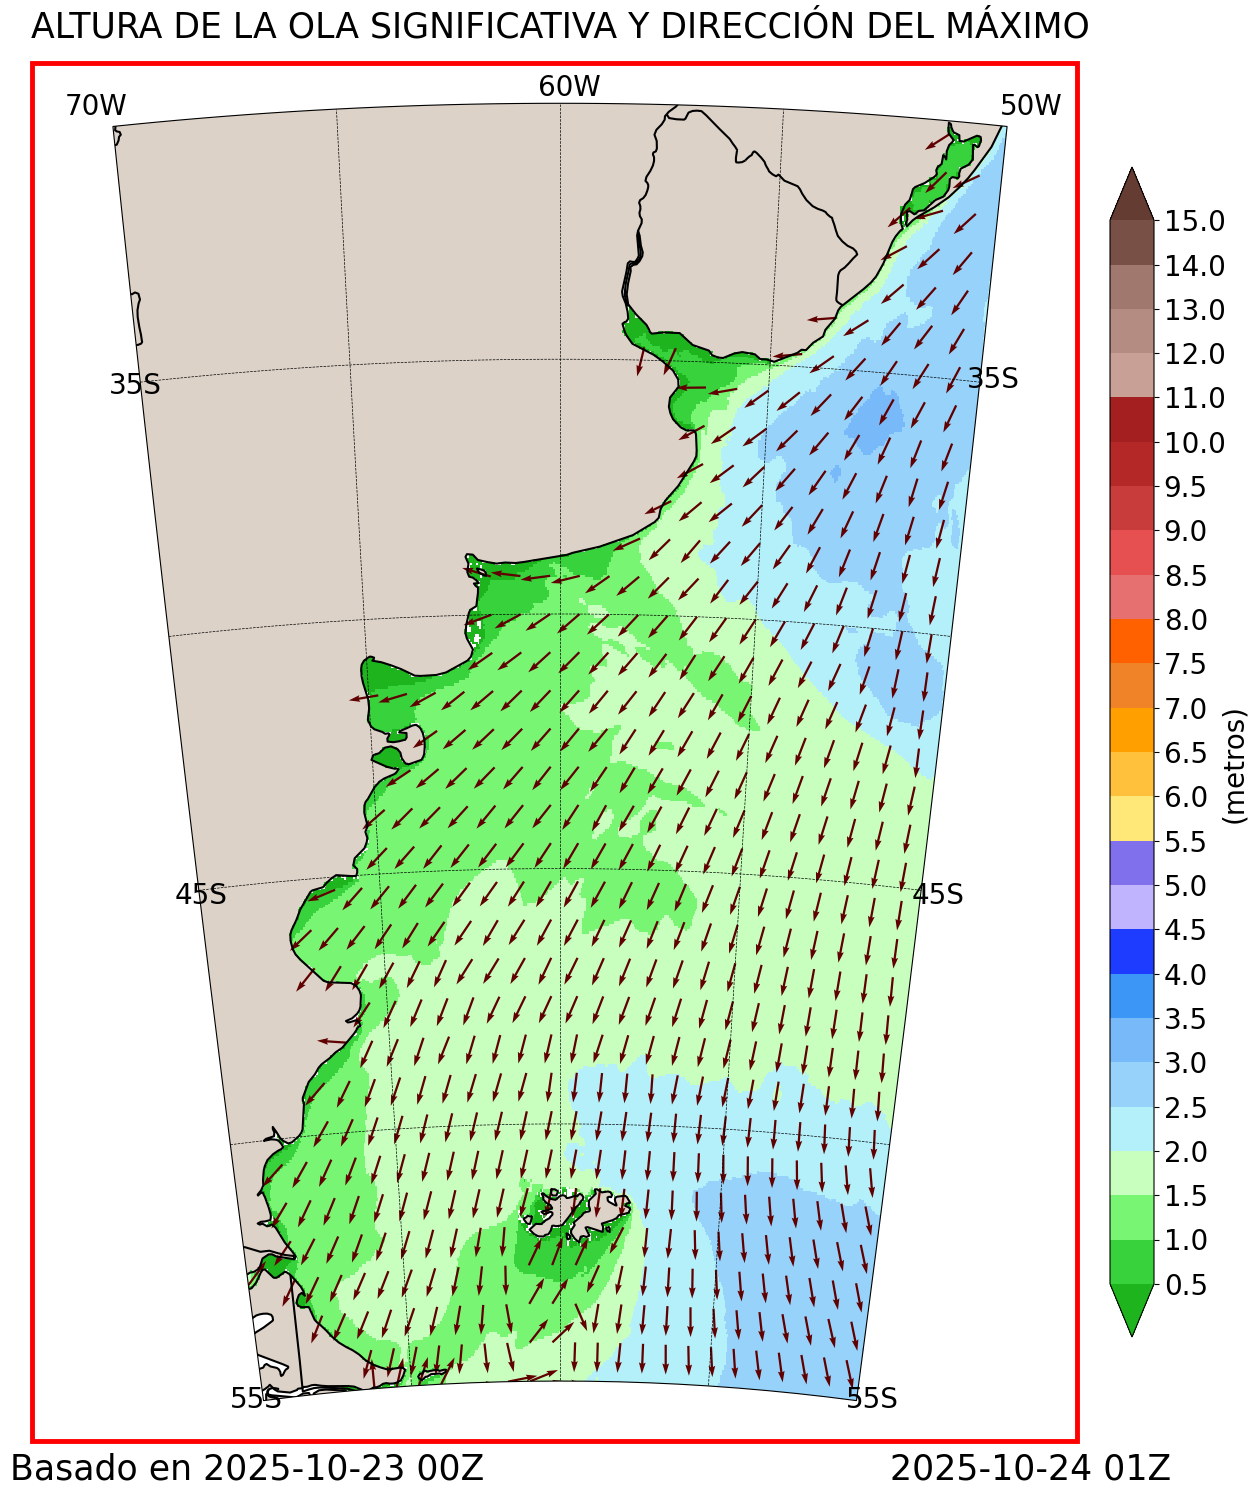 ALTURA DE LA OLA SIGNIFICATIVA Y DIRECCIÓN DEL MÁXIMO
70W
60W
50W
35S
35S
45S
45S
55S
55S
15.0
14.0
13.0
12.0
11.0
10.0
9.5
9.0
8.5
8.0
7.5
7.0
6.5
6.0
5.5
5.0
4.5
4.0
3.5
3.0
2.5
2.0
1.5
1.0
0.5
(metros)
Basado en 2025-10-23 00Z
2025-10-24 01Z